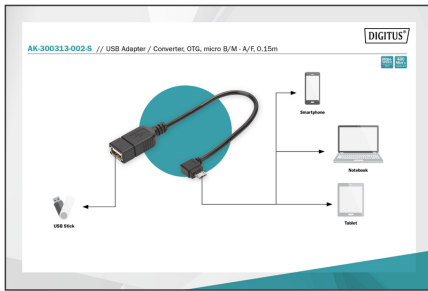 DIGITUS®
AK-300313-002-S // USB Adapter / Converter, OTG, micro B/M - A/F, 0.15m
Smartphone
Notebook
USB Stick
Tablet